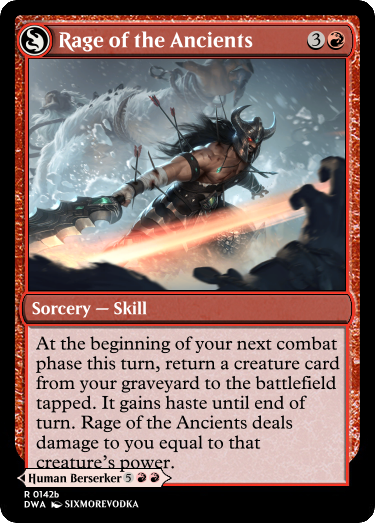 Rage of the Ancients 3
Sorcery — Skill
At the beginning of your next combat
phase this turn, return a creature card
from your graveyard to the battlefield
tapped. It gains haste until end of
turn. Rage of the Ancients deals
damage to you equal to that
creature's power.
Human Berserker 5
R 0142b
DWA SIXMOREVODKA